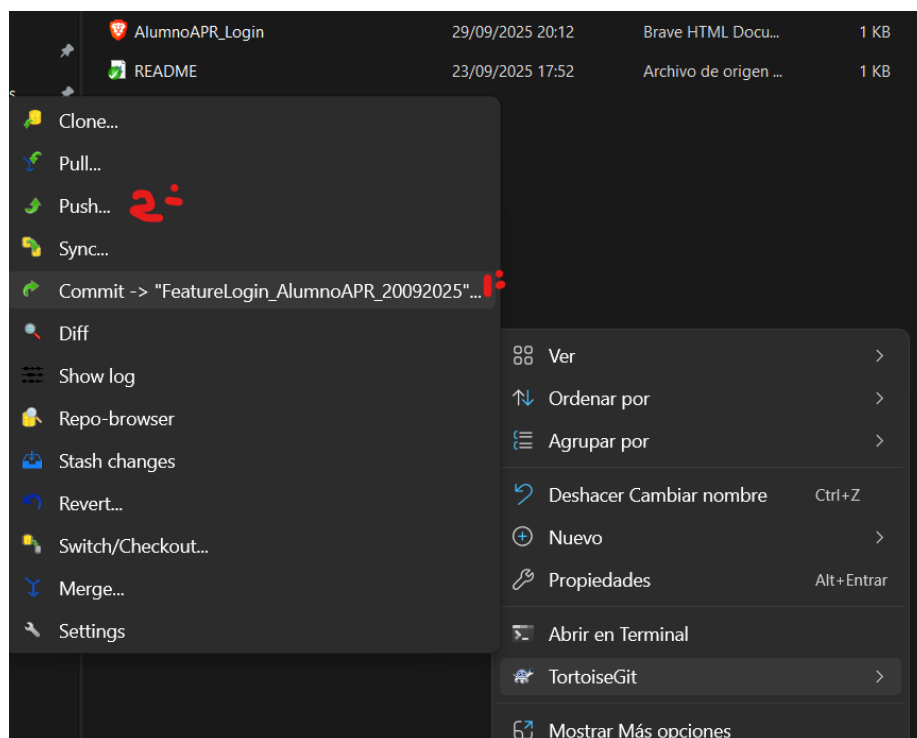 AlumnoAPR_Login 29/09/2025 20:12 Brave HTML Docu... 1 KB
README 23/09/2025 17:52 Archivo de origen ... 1 KB
s
Clone...
Pull...
Push... 2-
Sync...
Commit -> "FeatureLogin_AlumnoAPR_20092025"... 1-
Diff
Show log
Repo-browser
Stash changes
Revert...
Switch/Checkout...
Merge...
Settings
Ver
Ordenar por
Agrupar por
Deshacer Cambiar nombre Ctrl+Z
Nuevo
Propiedades Alt+Entrar
Abrir en Terminal
TortoiseGit
Mostrar Más opciones